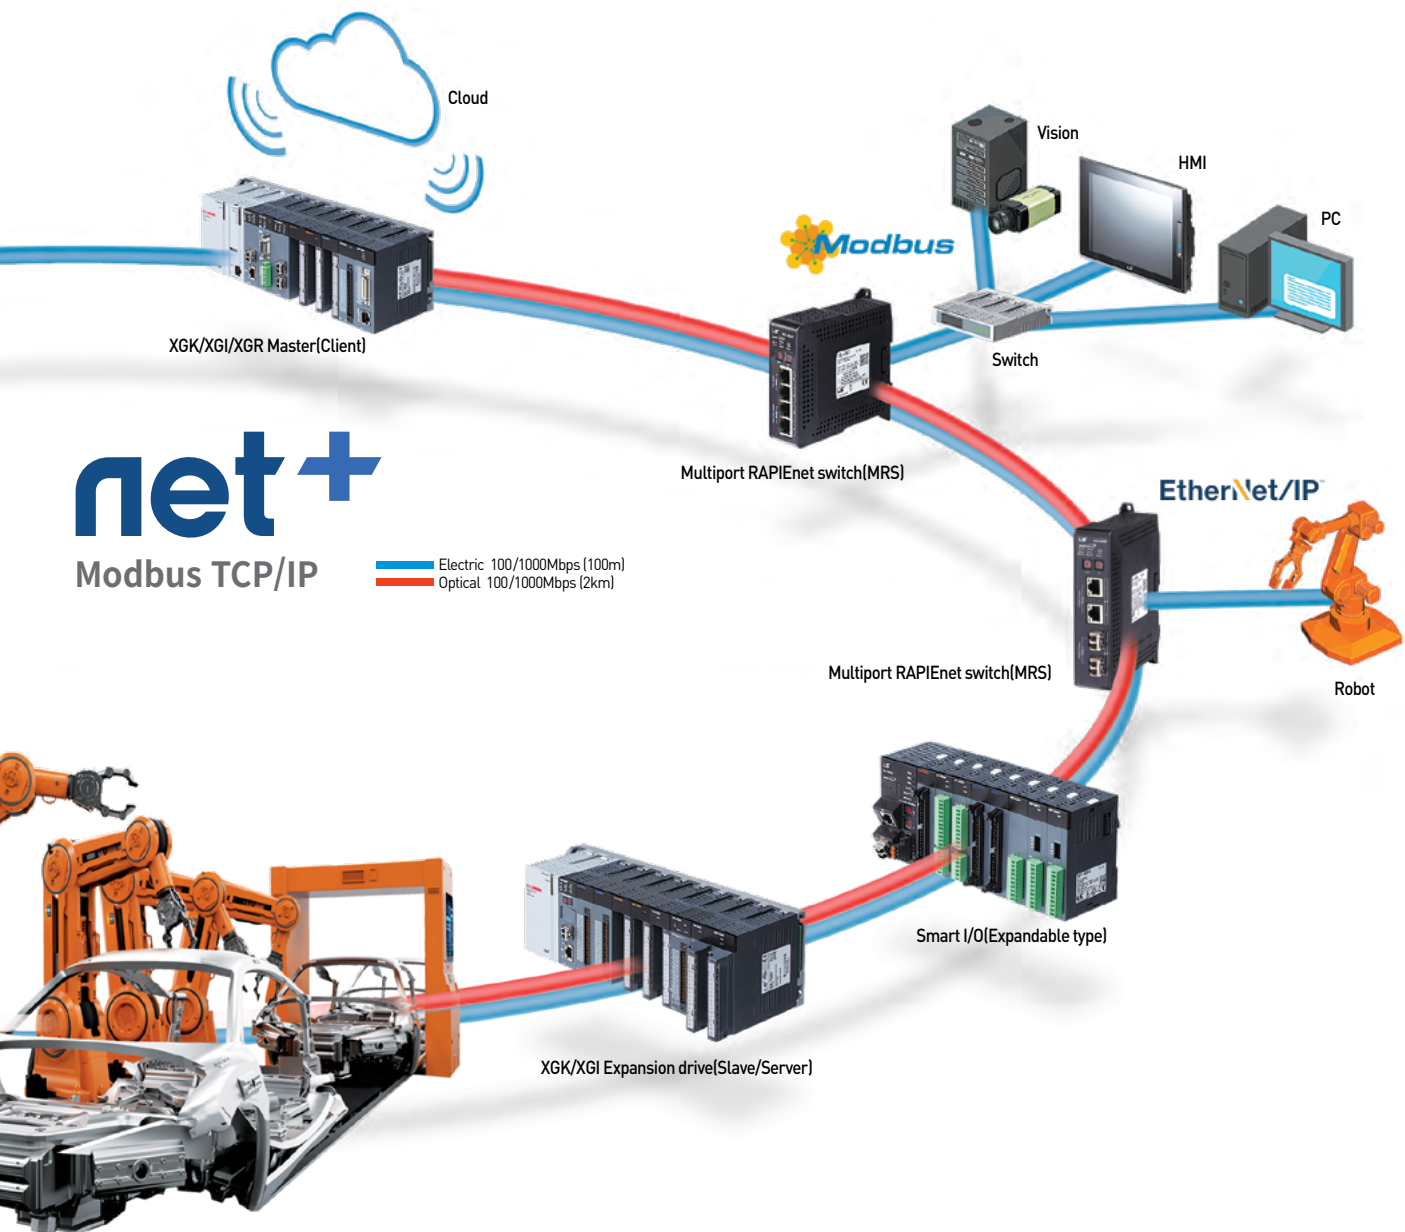 Cloud
Vision
HMI
PC
Modbus
XGK/XGI/XGR Master(Client)
Switch
Multiport RAPIEnet switch(MRS)
net+
Modbus TCP/IP
Electric 100/1000Mbps (100m)
Optical 100/1000Mbps (2km)
EtherNet/IP
Multiport RAPIEnet switch(MRS)
Robot
Smart I/O(Expandable type)
XGK/XGI Expansion drive(Slave/Server)